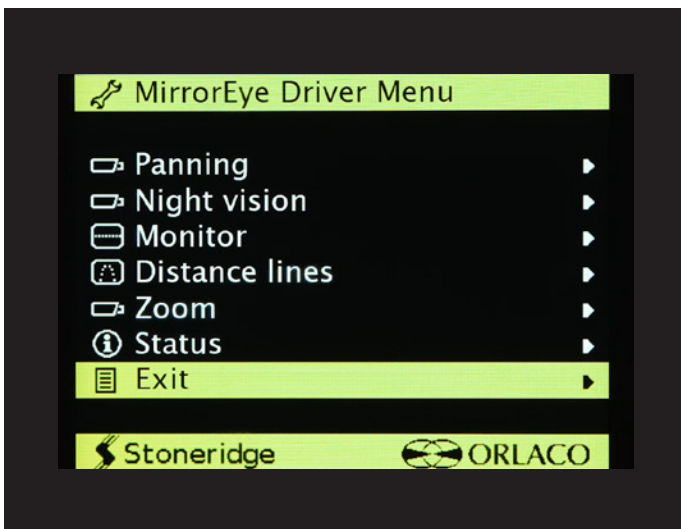 MirrorEye Driver Menu
Panning
Night vision
Monitor
Distance lines
Zoom
Status
Exit
Stoneridge ORLACO